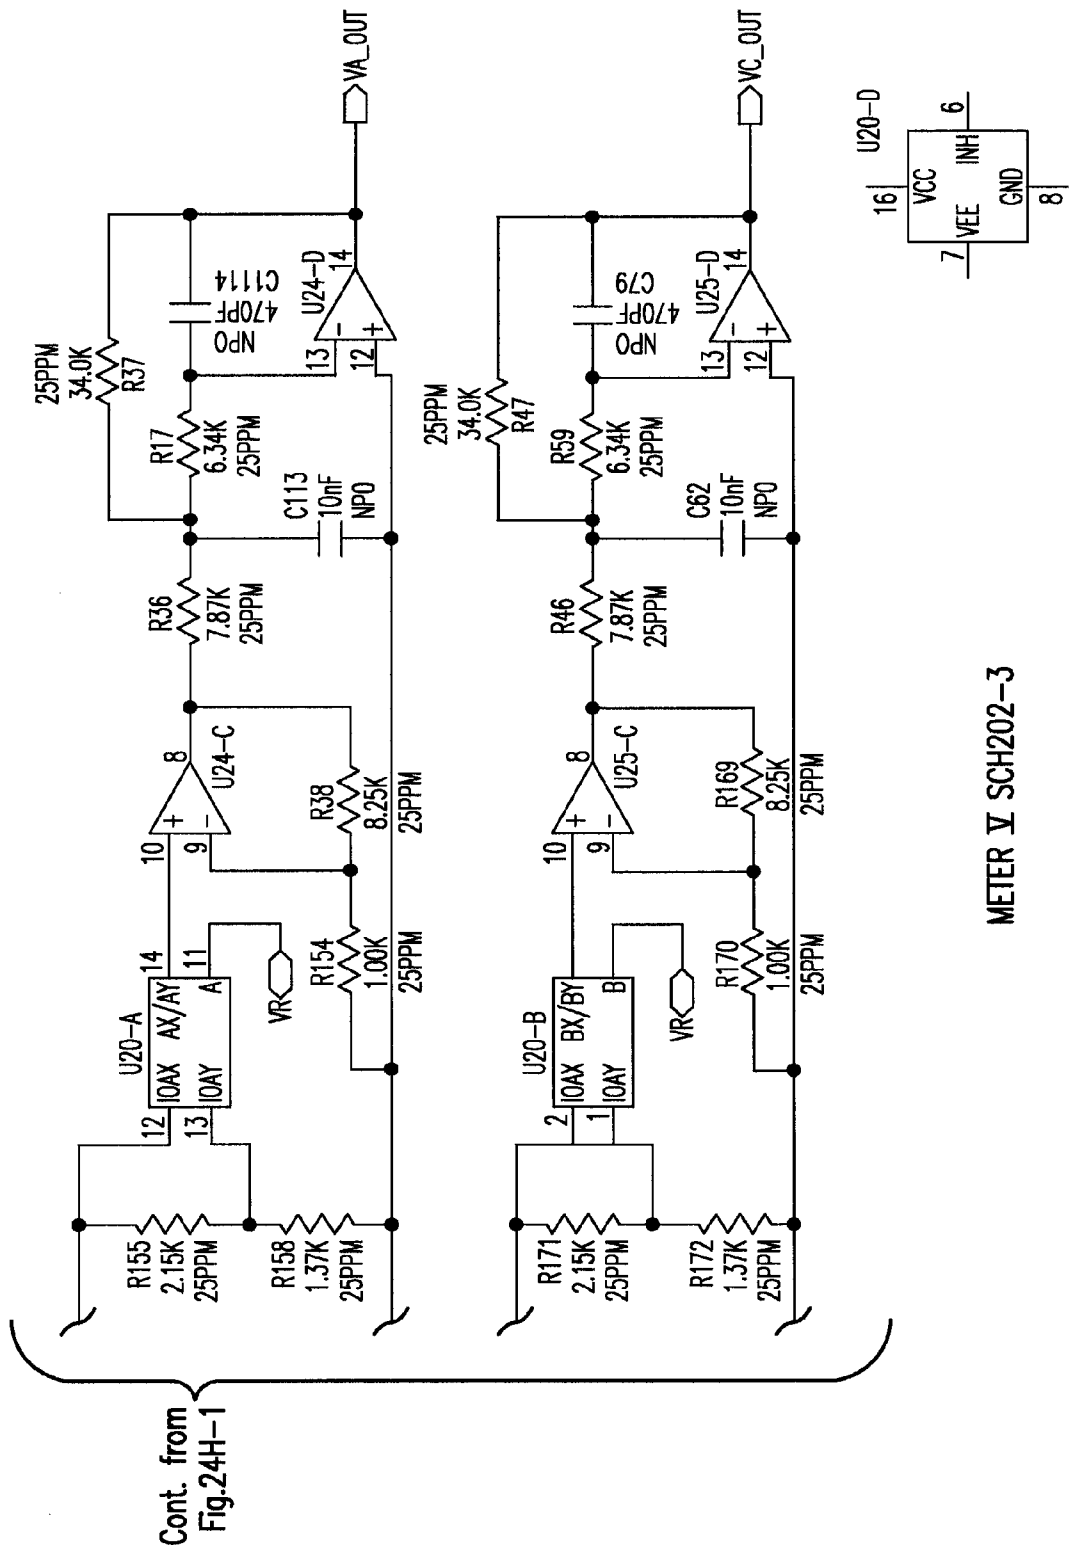 Cont. from
Fig.24H-1
R155
2.15K
25PPM
R158
1.37K
25PPM
12
13
U20-A
IOAX
AX/AY
IOAY
A
14
11
VR
10
9
+
-
8
U24-C
R154
1.00K
25PPM
R38
8.25K
25PPM
R36
7.87K
25PPM
C113
10nF
NPO
R17
6.34K
25PPM
25PPM
34.0K
R37
C1114
470PF
NPO
13
12
-
+
U24-D
14
VA_OUT
R171
2.15K
25PPM
R172
1.37K
25PPM
2
1
U20-B
IOAX
BX/BY
IOAY
B
VR
10
9
+
-
8
U25-C
R170
1.00K
25PPM
R169
8.25K
25PPM
R46
7.87K
25PPM
C62
10nF
NPO
R59
6.34K
25PPM
25PPM
34.0K
R47
C79
470PF
NPO
13
12
-
+
U25-D
14
VC_OUT
U20-D
16
VCC
7
VEE
INH
6
GND
8
METER V SCH202-3